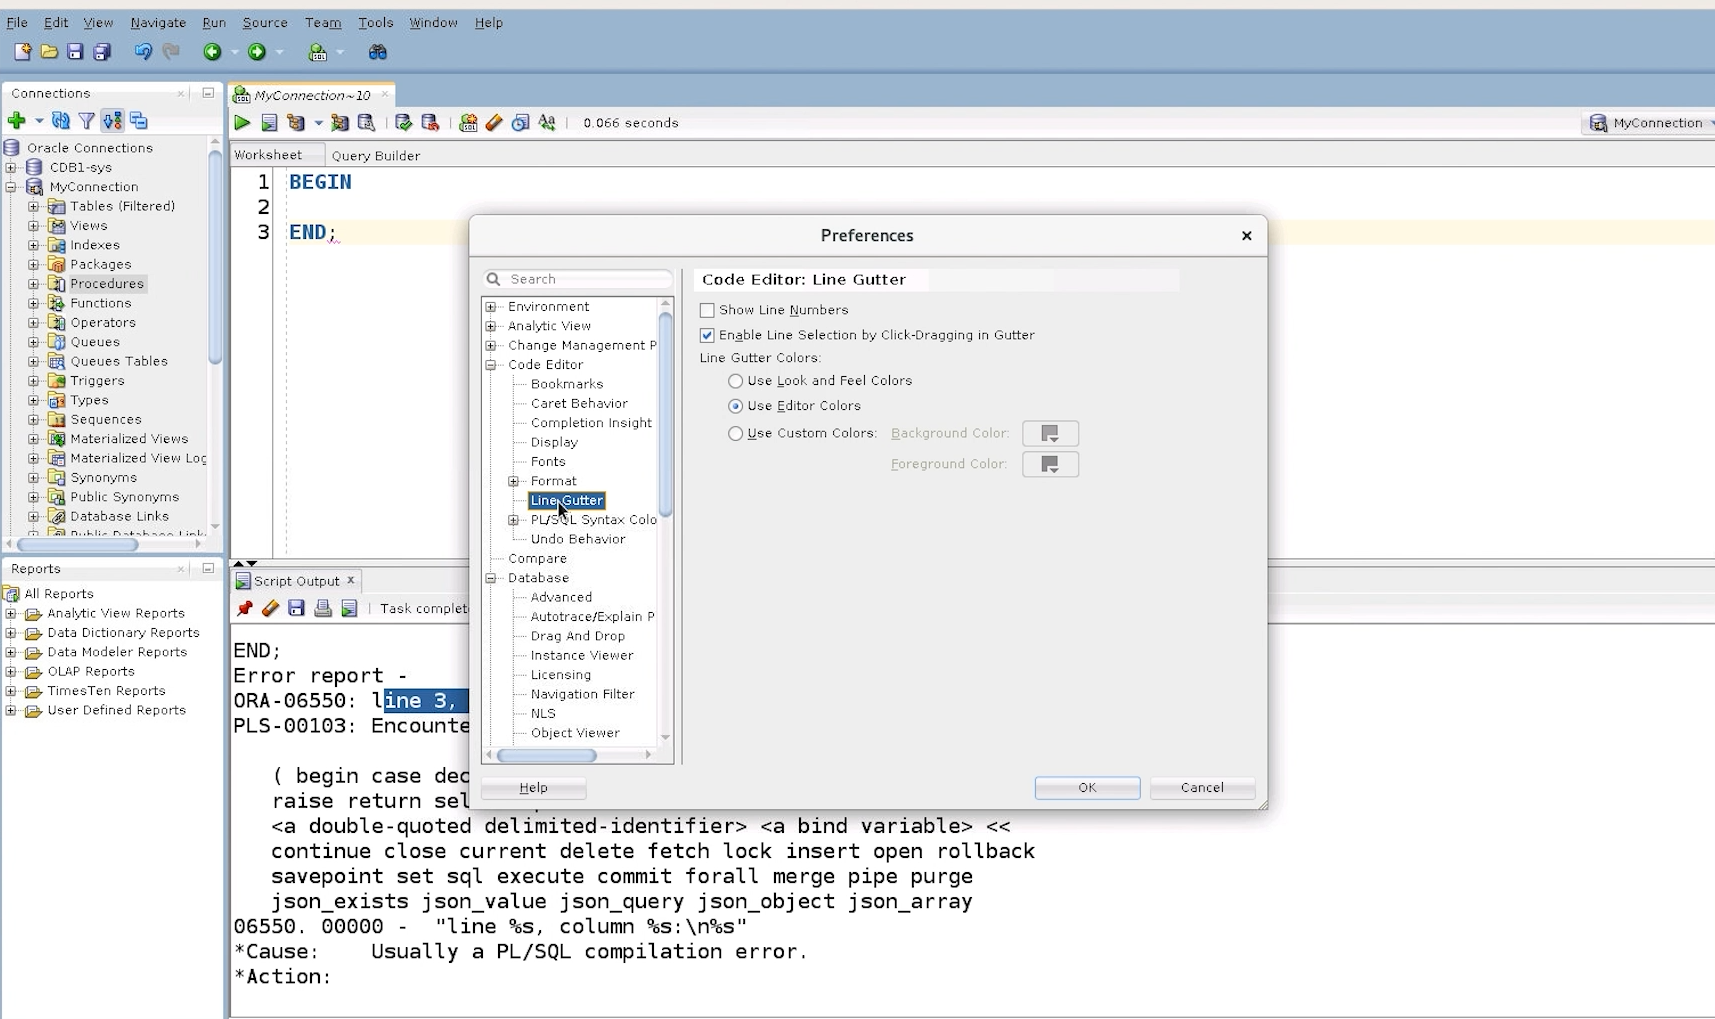 File Edit View Navigate Run Source Team Tools Window Help
Connections
MyConnection~10
0.066 seconds
MyConnection
Worksheet Query Builder
Oracle Connections
CDB1-sys
MyConnection
Tables (Filtered)
Views
Indexes
Packages
Procedures
Functions
Operators
Queues
Queues Tables
Triggers
Types
Sequences
Materialized Views
Materialized View Log
Synonyms
Public Synonyms
Database Links
1 BEGIN
2
3 END;
Preferences
Search
Environment
Analytic View
Change Management P
Code Editor
Bookmarks
Caret Behavior
Completion Insight
Display
Fonts
Format
Line Gutter
PL/SQL Syntax Colo
Undo Behavior
Compare
Database
Advanced
Autotrace/Explain P
Drag And Drop
Instance Viewer
Licensing
Navigation Filter
NLS
Object Viewer
Code Editor: Line Gutter
Show Line Numbers
Enable Line Selection by Click-Dragging in Gutter
Line Gutter Colors:
Use Look and Feel Colors
Use Editor Colors
Use Custom Colors: Background Color:
Foreground Color:
Help OK Cancel
Reports
All Reports
Analytic View Reports
Data Dictionary Reports
Data Modeler Reports
OLAP Reports
TimesTen Reports
User Defined Reports
Script Output
Task complet
END;
Error report -
ORA-06550: line 3,
PLS-00103: Encounte
( begin case dec
raise return sel
<a double-quoted delimited-identifier> <a bind variable> <<
continue close current delete fetch lock insert open rollback
savepoint set sql execute commit forall merge pipe purge
json_exists json_value json_query json_object json_array
06550. 00000 - "line %s, column %s:\n%s"
*Cause: Usually a PL/SQL compilation error.
*Action: